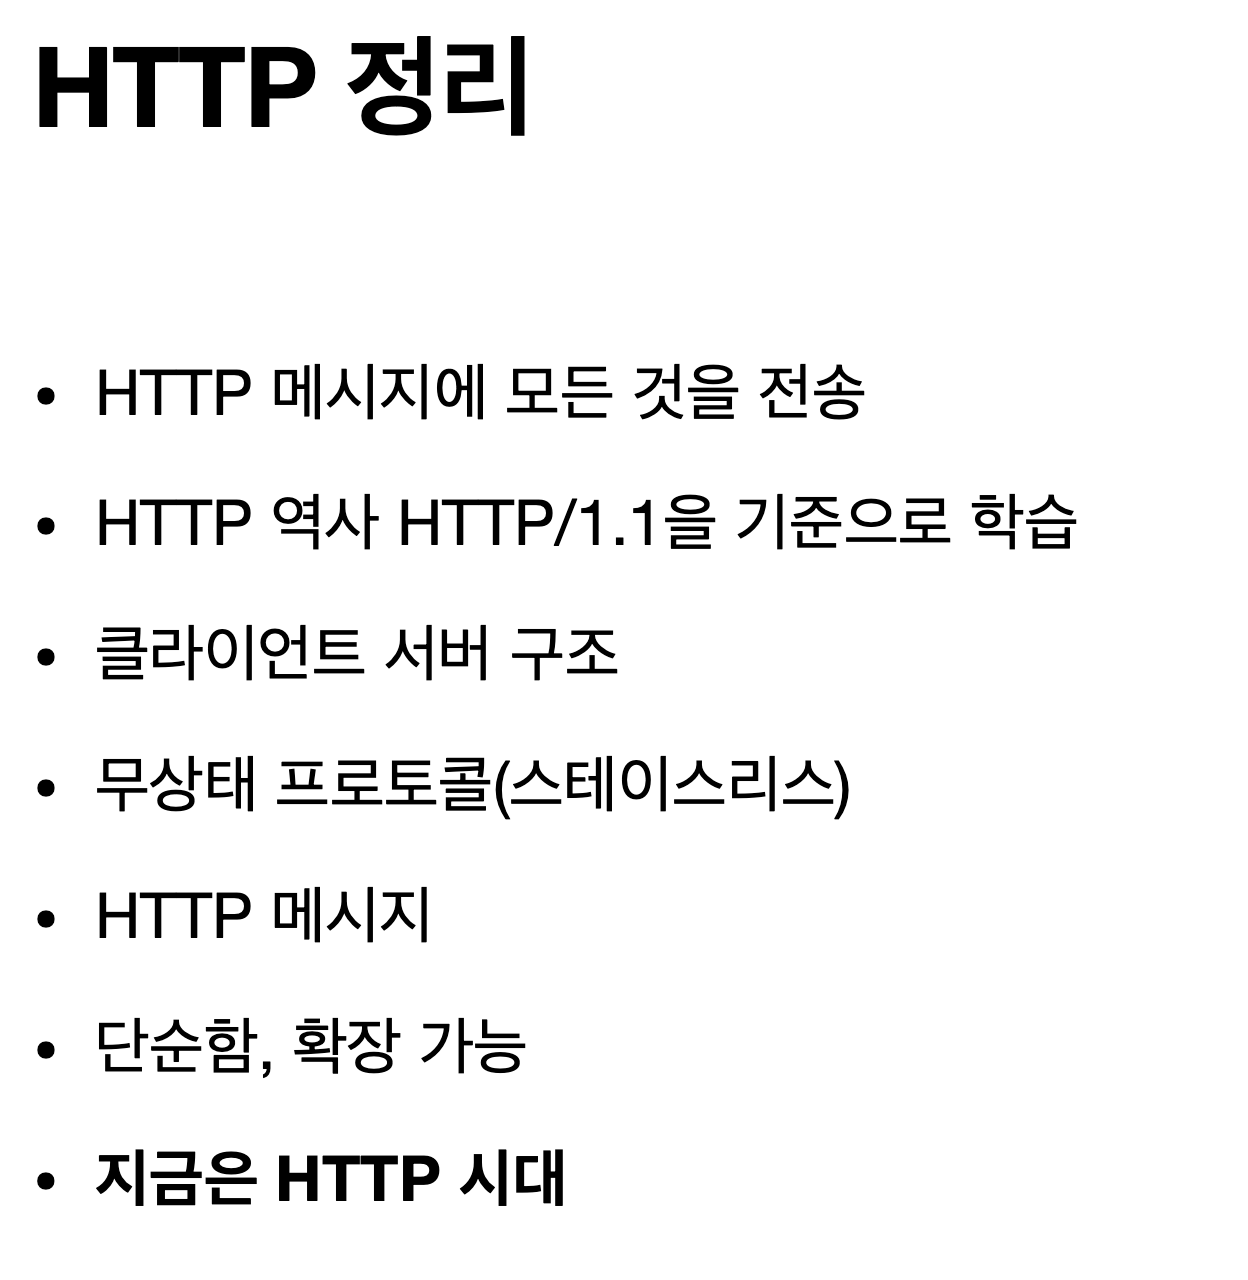 HTTP 정리
• HTTP 메시지에 모든 것을 전송
• HTTP 역사 HTTP/1.1을 기준으로 학습
• 클라이언트 서버 구조
• 무상태 프로토콜(스테이스리스)
• HTTP 메시지
• 단순함, 확장 가능
• 지금은 HTTP 시대